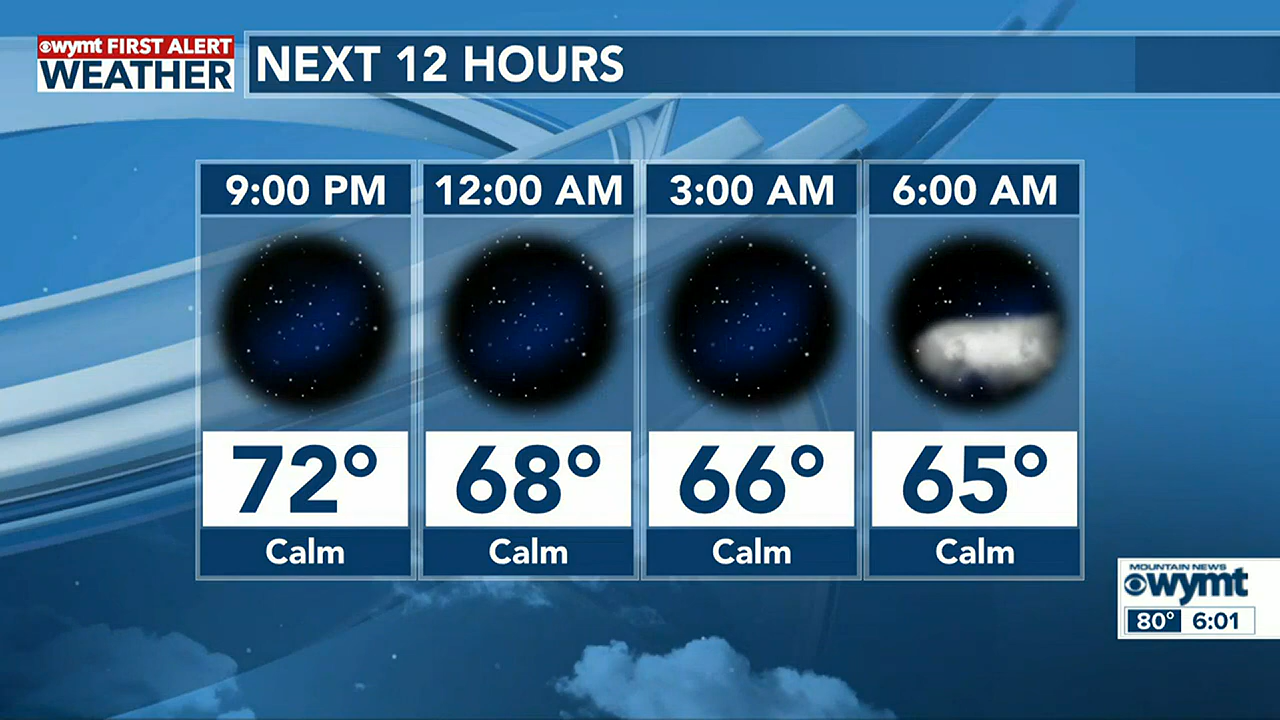 wymt FIRST ALERT
WEATHER
NEXT 12 HOURS
9:00 PM 12:00 AM 3:00 AM 6:00 AM
72° 68° 66° 65°
Calm Calm Calm Calm
MOUNTAIN NEWS
wymt
80° 6:01